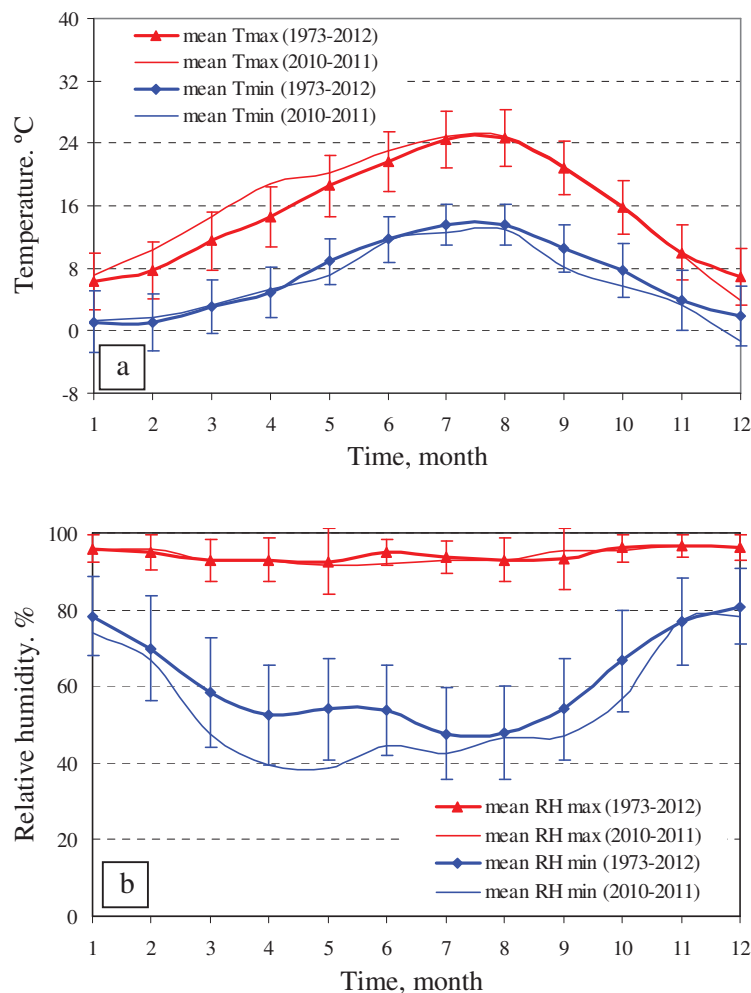 40
32
24
16
8
0
-8
Temperature. ºC
mean Tmax (1973-2012)
mean Tmax (2010-2011)
mean Tmin (1973-2012)
mean Tmin (2010-2011)
a
1 2 3 4 5 6 7 8 9 10 11 12
Time, month
100
80
60
40
20
0
Relative humidity. %
mean RH max (1973-2012)
mean RH max (2010-2011)
mean RH min (1973-2012)
mean RH min (2010-2011)
b
1 2 3 4 5 6 7 8 9 10 11 12
Time, month